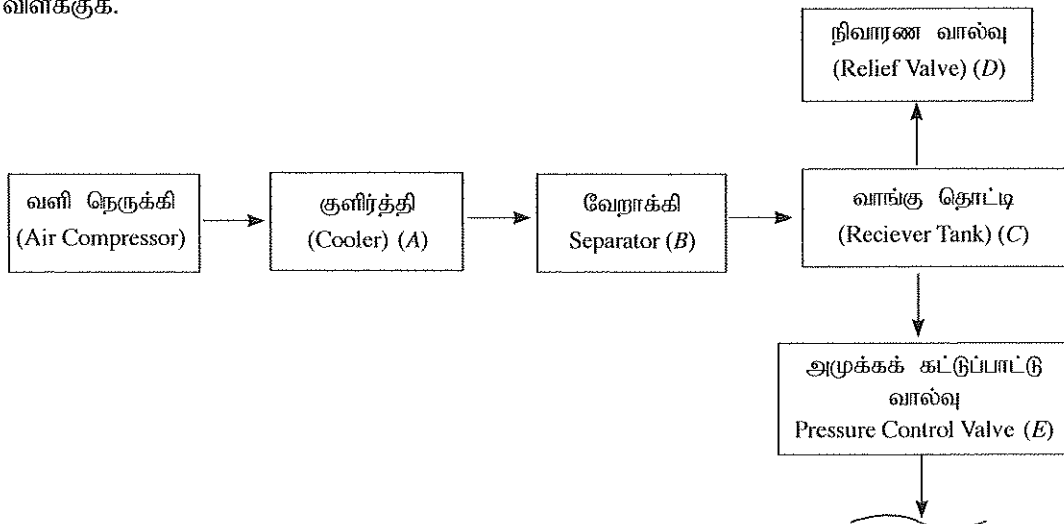 விளக்குக.
நிவாரண வால்வு
(Relief Valve) (D)
வளி நெருக்கி
(Air Compressor)
குளிர்த்தி
(Cooler) (A)
வேறாக்கி
Separator (B)
வாங்கு தொட்டி
(Reciever Tank) (C)
அமுக்கக் கட்டுப்பாட்டு
வால்வு
Pressure Control Valve (E)